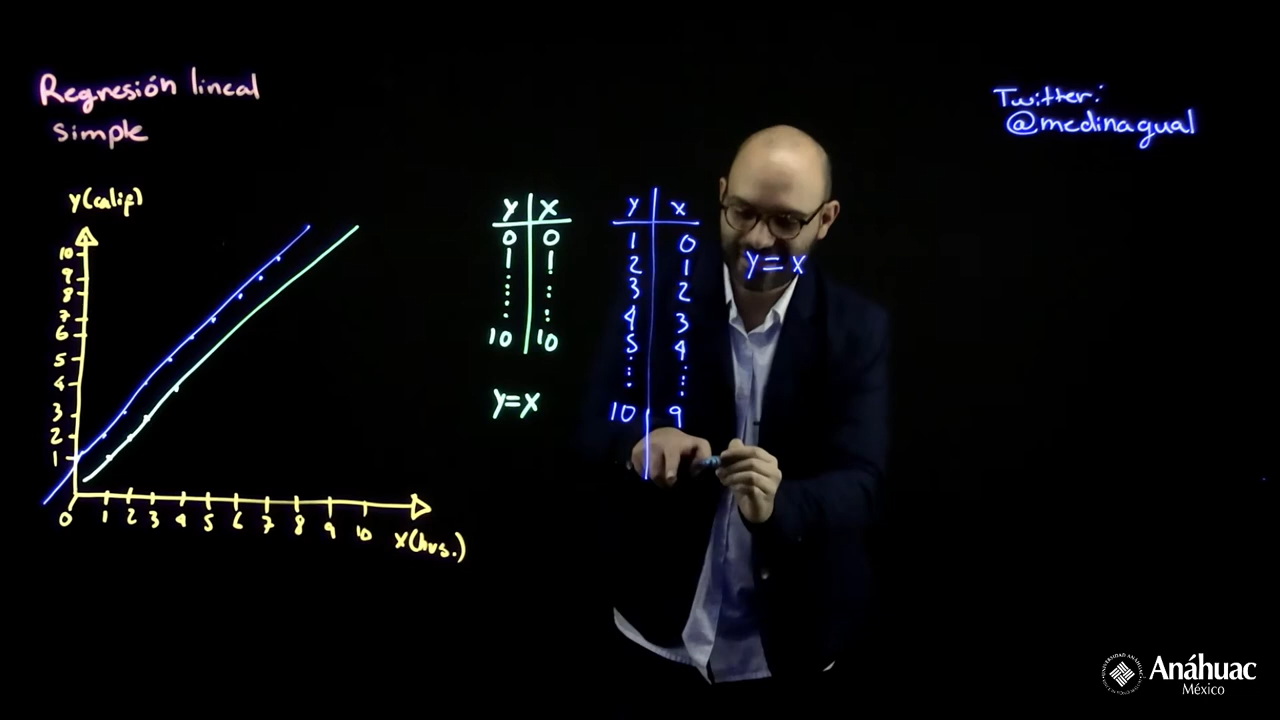 Regresión lineal
simple
Twitter:
@medinagual
y(calif)
10
9
8
7
6
5
4
3
2
1
0 1 2 3 4 5 6 7 8 9 10 x(hrs.)
y x
0 0
1 1
⋮ ⋮
10 10
y=x
y x
1 0
2 1
3 2
4 3
5 4
⋮ ⋮
10 9
y = x
Anáhuac
México